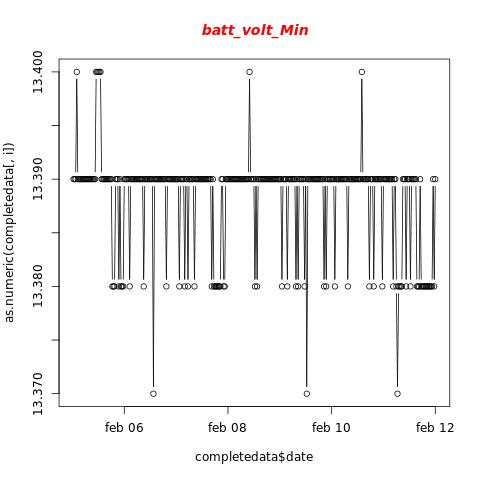 batt_volt_Min
as.numeric(completedata[, i])
13.400
13.390
13.380
13.370
feb 06 feb 08 feb 10 feb 12
completedata$date